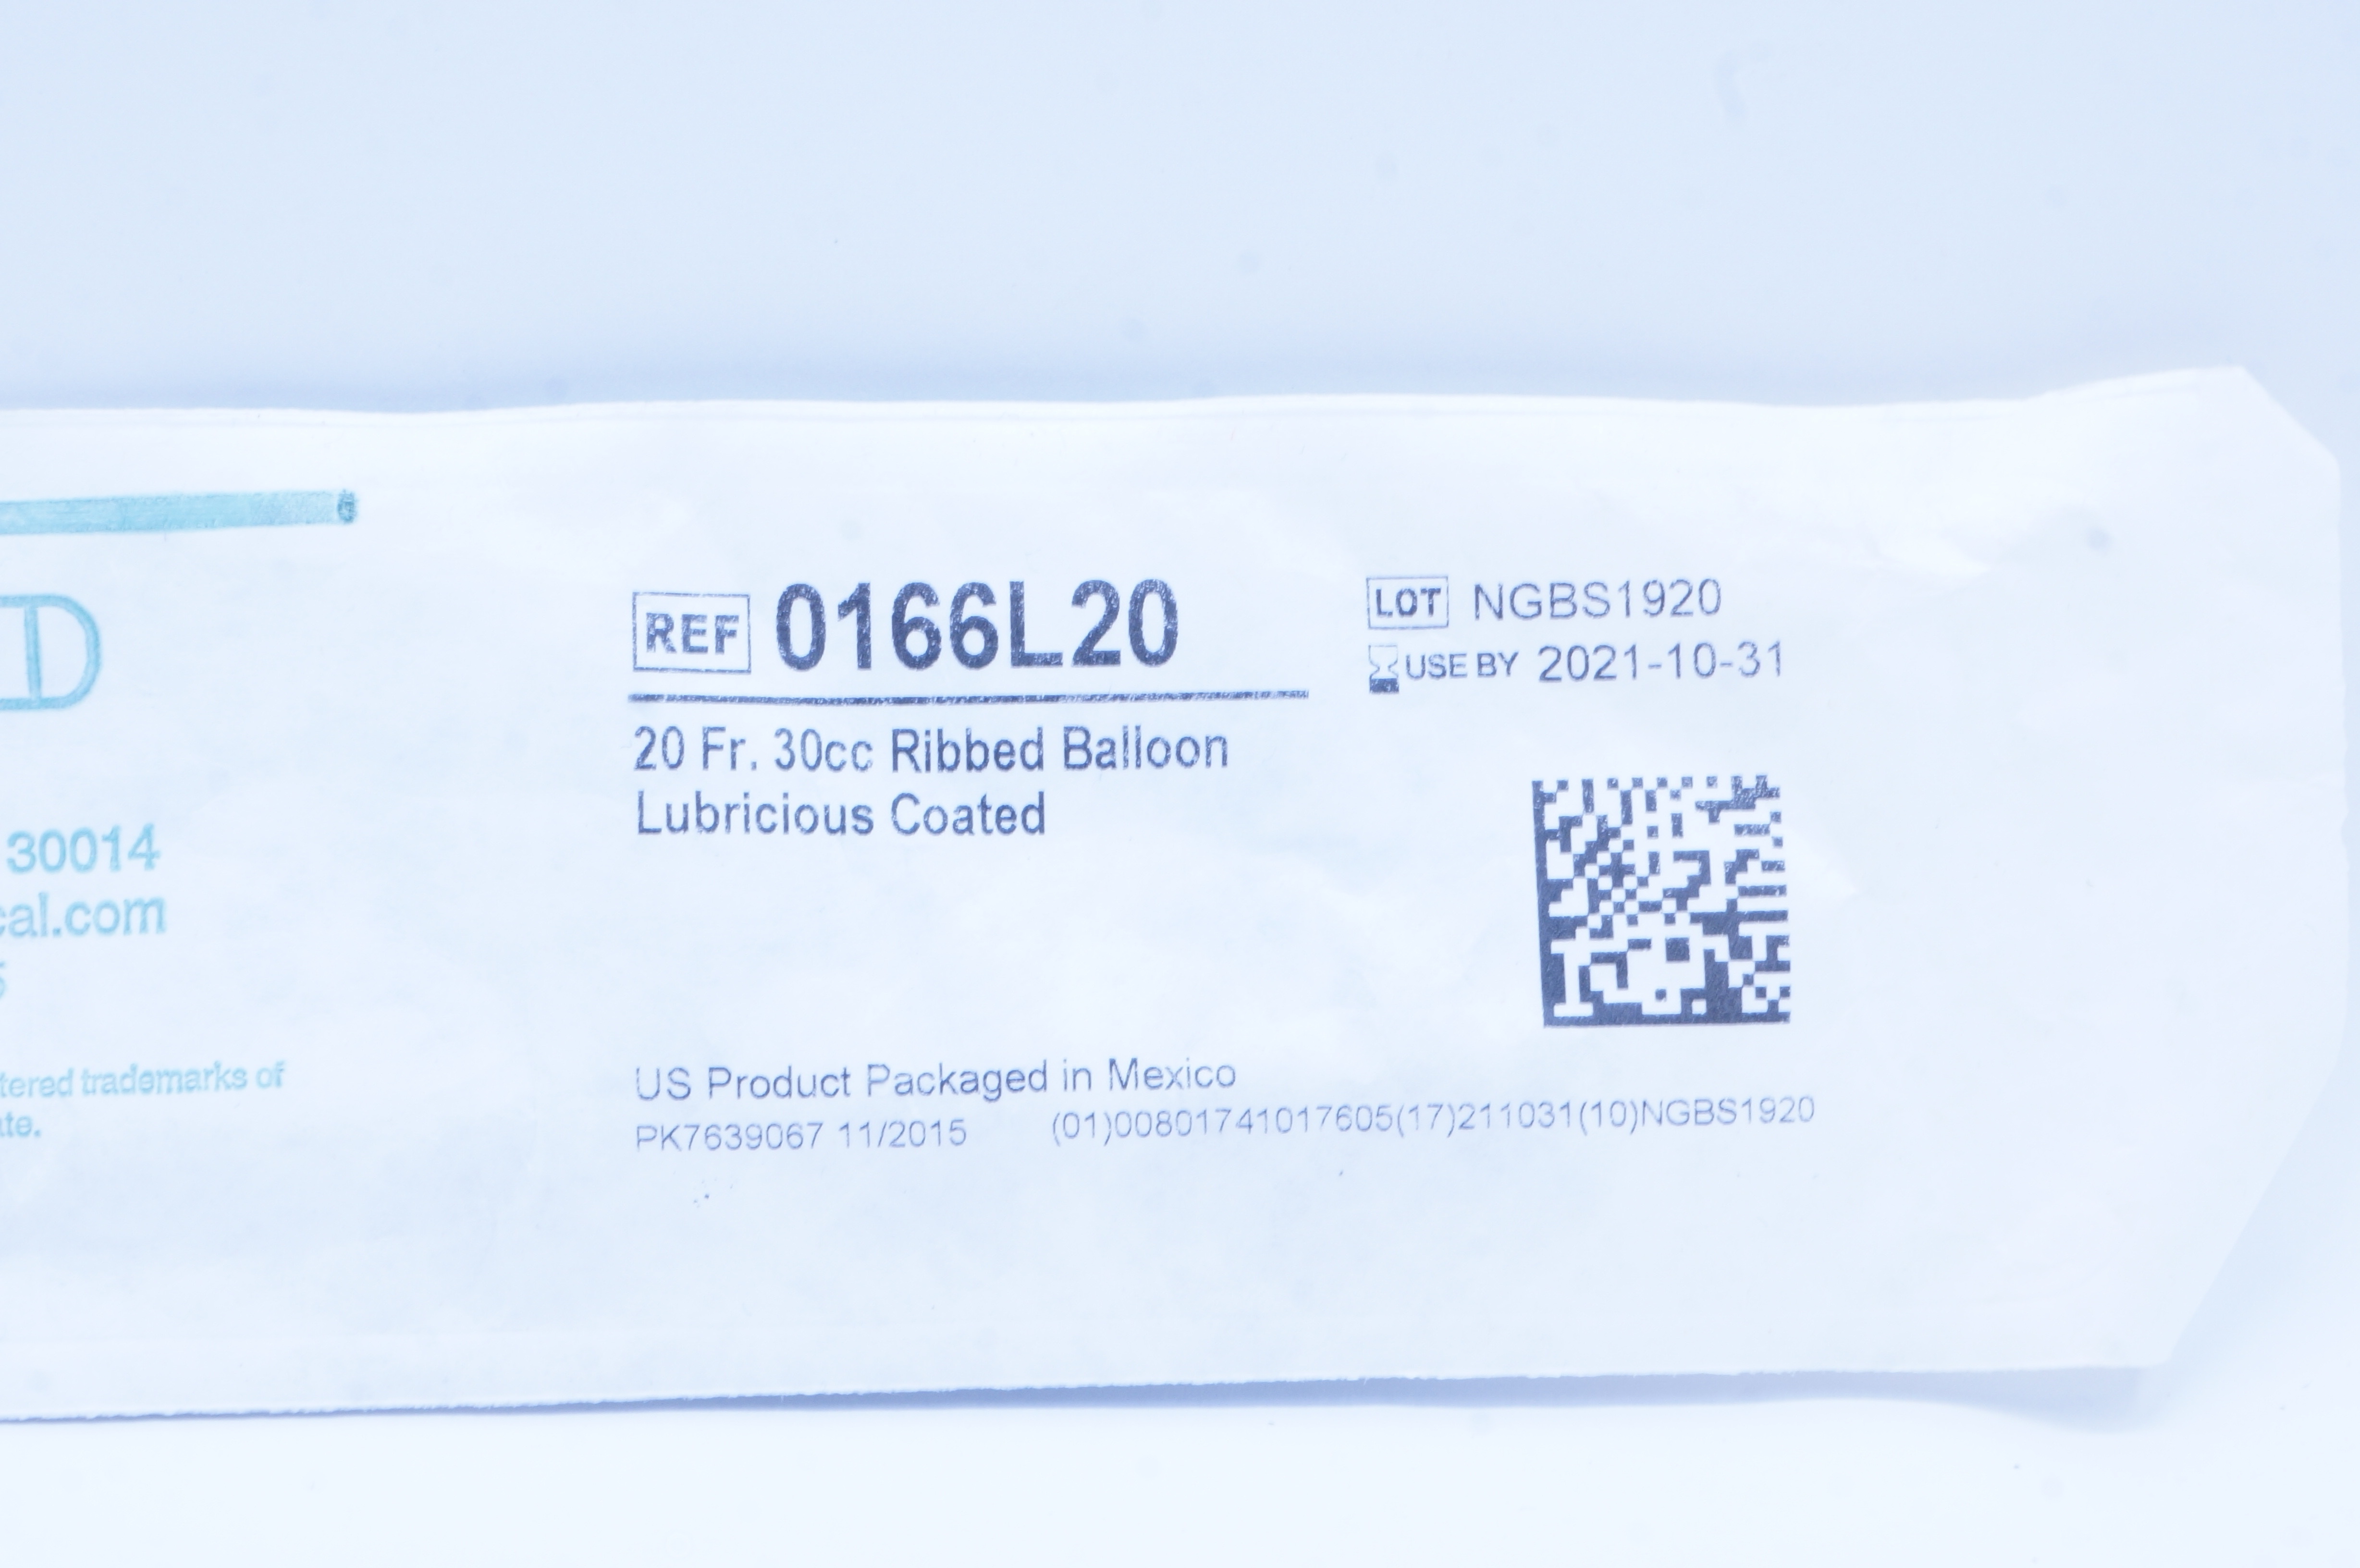 REF 0166L20
LOT NGBS1920
USE BY 2021-10-31
20 Fr. 30cc Ribbed Balloon
Lubricious Coated
D
30014
cal.com
tered trademarks of
ate.
US Product Packaged in Mexico
PK7639067 11/2015 (01)00801741017605(17)211031(10)NGBS1920